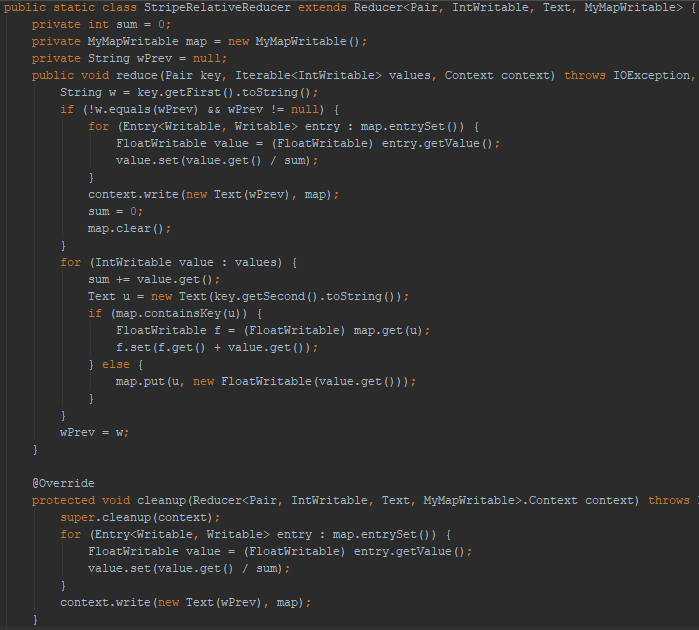 public static class StripeRelativeReducer extends Reducer<Pair, IntWritable, Text, MyMapWritable> {
    private int sum = 0;
    private MyMapWritable map = new MyMapWritable();
    private String wPrev = null;
    public void reduce(Pair key, Iterable<IntWritable> values, Context context) throws IOException,
        String w = key.getFirst().toString();
        if (!w.equals(wPrev) && wPrev != null) {
            for (Entry<Writable, Writable> entry : map.entrySet()) {
                FloatWritable value = (FloatWritable) entry.getValue();
                value.set(value.get() / sum);
            }
            context.write(new Text(wPrev), map);
            sum = 0;
            map.clear();
        }
        for (IntWritable value : values) {
            sum += value.get();
            Text u = new Text(key.getSecond().toString());
            if (map.containsKey(u)) {
                FloatWritable f = (FloatWritable) map.get(u);
                f.set(f.get() + value.get());
            } else {
                map.put(u, new FloatWritable(value.get()));
            }
        }
        wPrev = w;
    }

    @Override
    protected void cleanup(Reducer<Pair, IntWritable, Text, MyMapWritable>.Context context) throws
        super.cleanup(context);
        for (Entry<Writable, Writable> entry : map.entrySet()) {
            FloatWritable value = (FloatWritable) entry.getValue();
            value.set(value.get() / sum);
        }
        context.write(new Text(wPrev), map);
    }